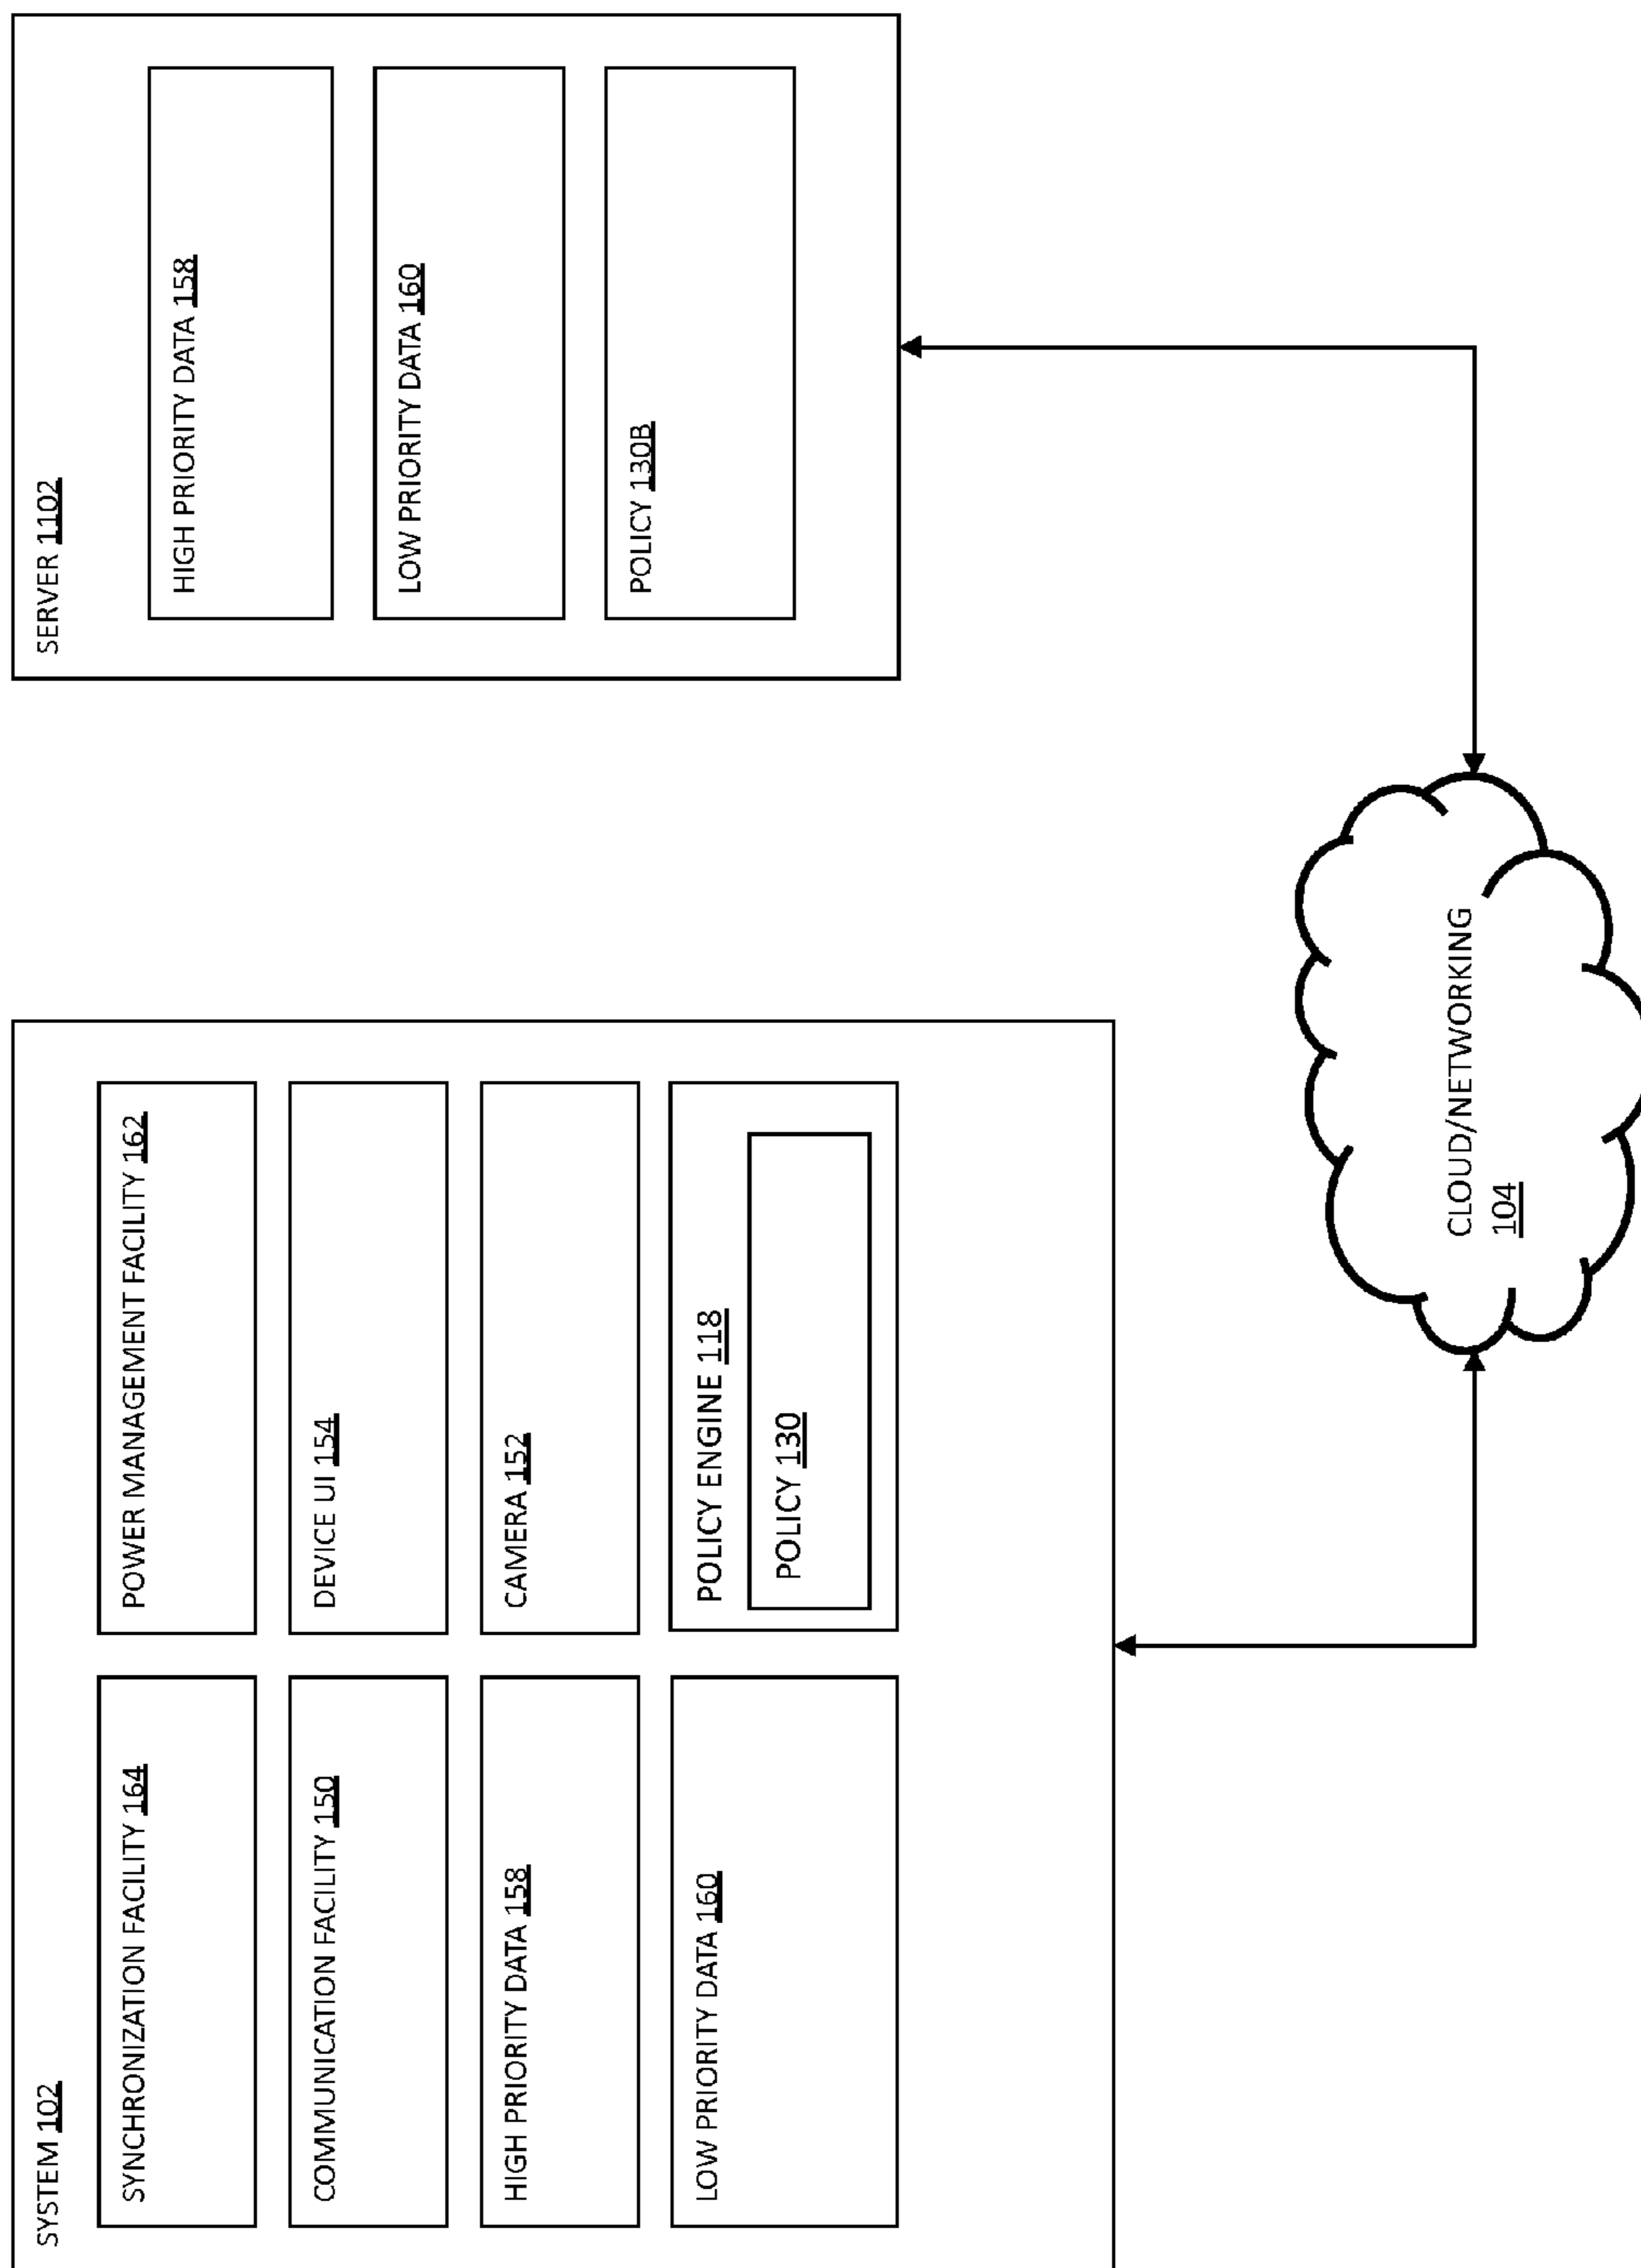 SYSTEM 102
SYNCHRONIZATION FACILITY 164
POWER MANAGEMENT FACILITY 162
COMMUNICATION FACILITY 150
DEVICE UI 154
HIGH PRIORITY DATA 158
CAMERA 152
LOW PRIORITY DATA 160
POLICY ENGINE 118
POLICY 130
SERVER 1102
HIGH PRIORITY DATA 158
LOW PRIORITY DATA 160
POLICY 130B
CLOUD/NETWORKING
104